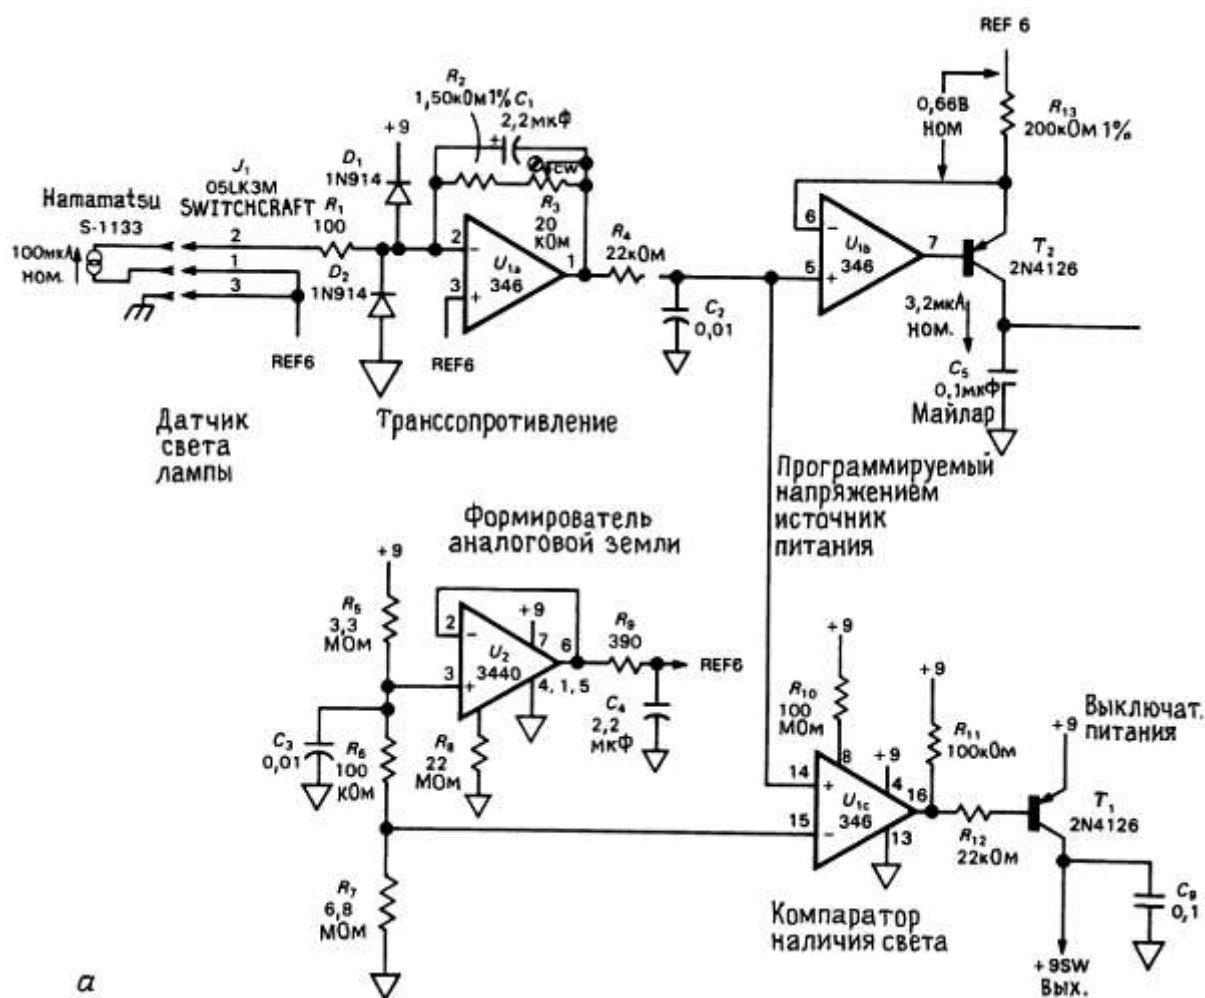 REF 6
R₂
1,50кОм 1% C₁
2,2мкФ
+
+9
CW
D₁
1N914
J₁
05LK3M
SWITCHCRAFT
Hamamatsu
S-1133
100мкА
ном.
R₁
100
2
1
3
D₂
1N914
REF6
2
−
3
+
U₁ₐ
346
1
R₃
20
кОм
R₄
22кОм
REF6
C₂
0,01
0,66В
ном
R₁₃
200кОм 1%
6
−
5
+
U₁b
346
7
T₂
2N4126
3,2мкА
ном.
C₅
0,1мкФ
Майлар
Датчик
света
лампы
Транссопротивление
Программируемый
напряжением
источник
питания
Формирователь
аналоговой земли
+9
R₅
3,3
МОм
2
−
3
+
U₂
3440
+9
7
6
4, 1, 5
R₉
390
REF6
C₄
2,2
мкФ
C₃
0,01
R₆
100
кОм
R₈
22
МОм
R₇
6,8
МОм
+9
R₁₀
100
МОм
8
+9
4
14
+
15
−
U₁c
346
16
13
+9
R₁₁
100кОм
R₁₂
22кОм
Выключат.
питания
+9
T₁
2N4126
C₉
0,1
+9SW
Вых.
Компаратор
наличия света
а